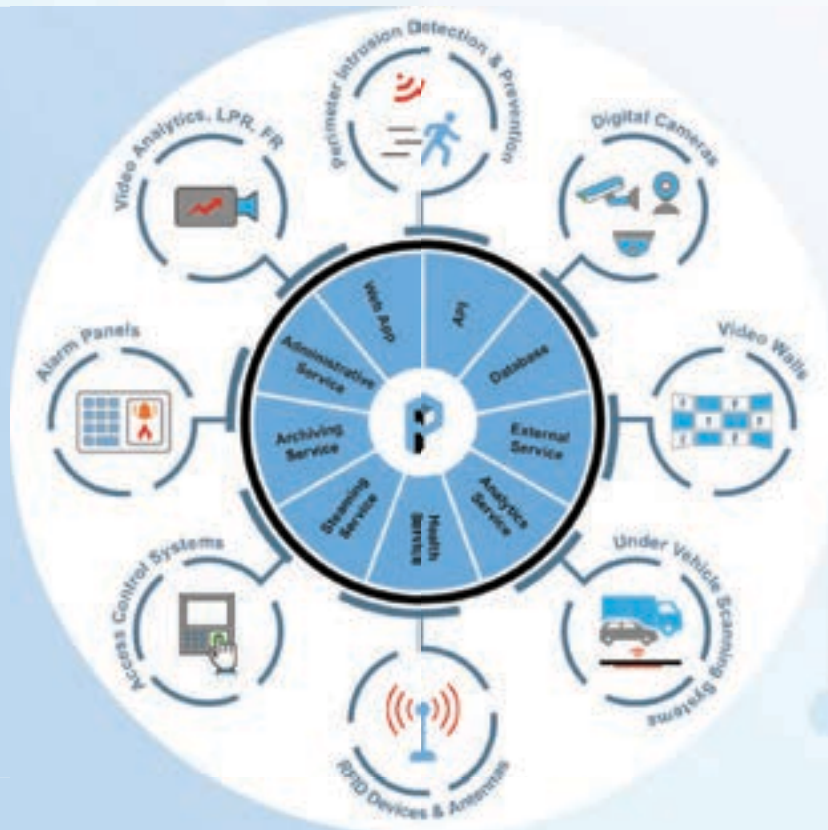 Perimeter Intrusion Detection & Prevention
Digital Cameras
Video Walls
Under Vehicle Scanning Systems
RFID Devices & Antennas
Access Control Systems
Alarm Panels
Video Analytics, LPR, FR
API
Database
External
Service
Analytics
Service
Health
Service
Steaming
Service
Archiving
Service
Administrative
Service
Web App